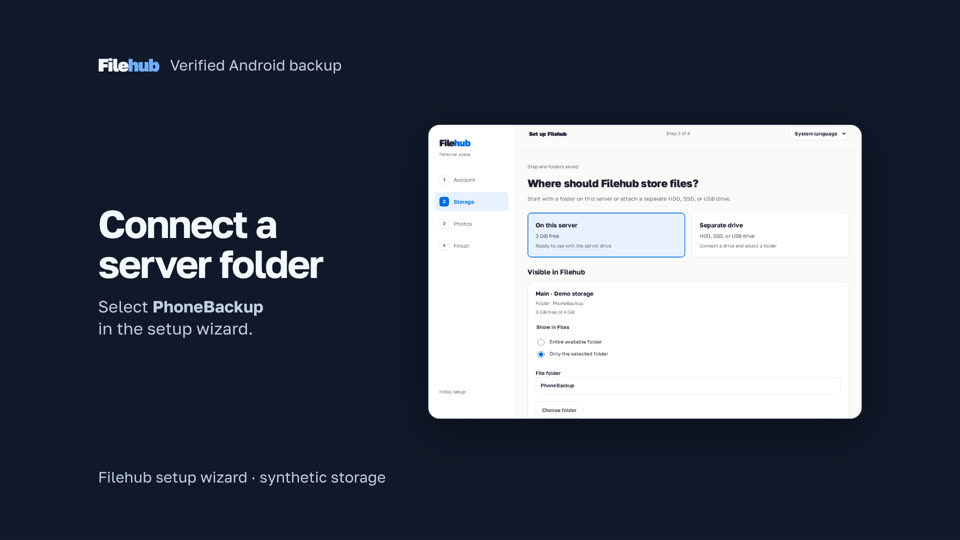 Filehub Verified Android backup
Connect a
server folder
Select PhoneBackup
in the setup wizard.
Filehub
Personal space
1 Account
2 Storage
3 Photos
4 Finish
Initial setup
Set up Filehub
Step 2 of 4
System language
Step and folders saved
Where should Filehub store files?
Start with a folder on this server or attach a separate HDD, SSD, or USB drive.
On this server
3 GiB free
Ready to use with the server drive
Separate drive
HDD, SSD, or USB drive
Connect a drive and select a folder
Visible in Filehub
Main · Demo storage
Folder: PhoneBackup
3 GiB free of 4 GiB
Show in Files
Entire available folder
Only the selected folder
File folder
PhoneBackup
Choose folder
Filehub setup wizard · synthetic storage